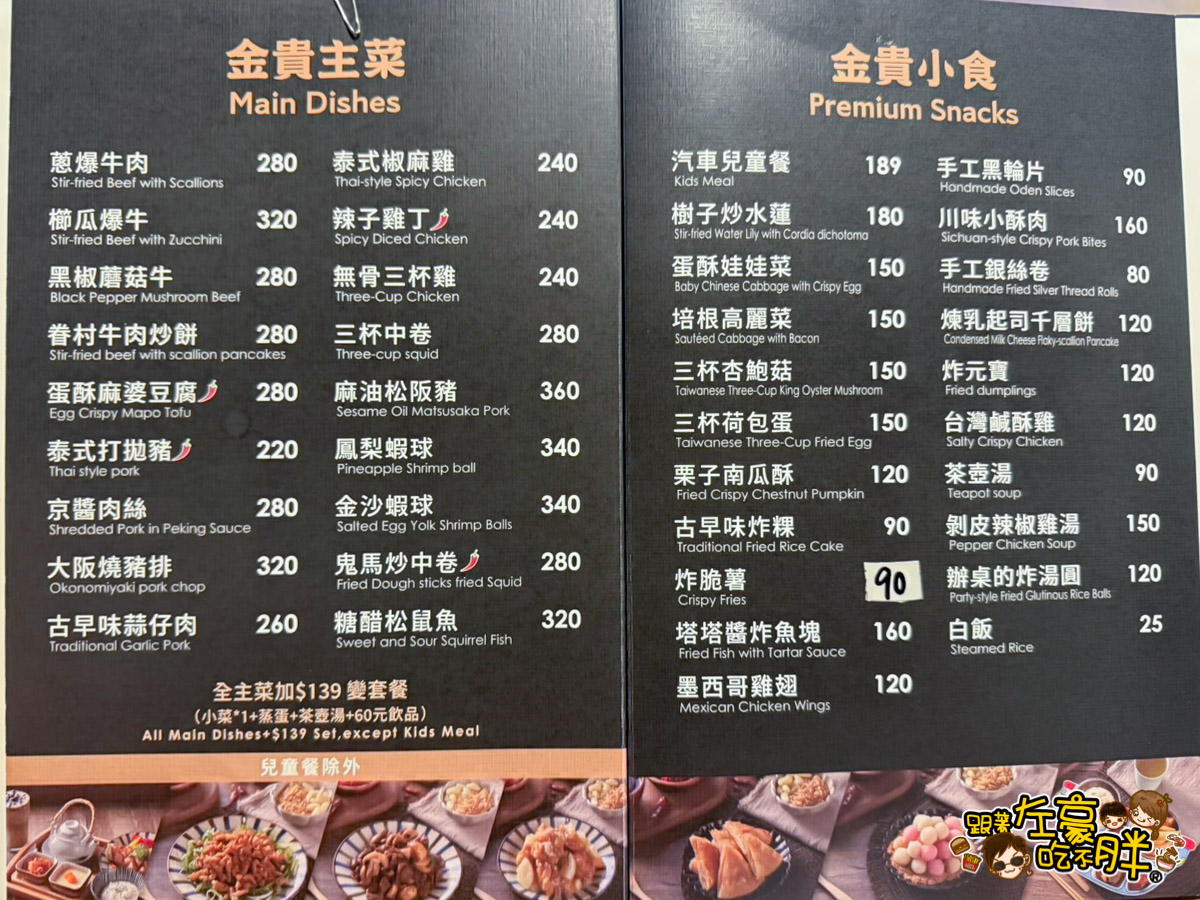 金貴主菜
Main Dishes
蔥爆牛肉 280
Stir-fried Beef with Scallions
櫛瓜爆牛 320
Stir-fried Beef with Zucchini
黑椒蘑菇牛 280
Black Pepper Mushroom Beef
眷村牛肉炒餅 280
Stir-fried beef with scallion pancakes
蛋酥麻婆豆腐 280
Egg Crispy Mapo Tofu
泰式打拋豬 220
Thai style pork
京醬肉絲 280
Shredded Pork in Peking Sauce
大阪燒豬排 320
Okonomiyaki pork chop
古早味蒜仔肉 260
Traditional Garlic Pork
泰式椒麻雞 240
Thai-style Spicy Chicken
辣子雞丁 240
Spicy Diced Chicken
無骨三杯雞 240
Three-Cup Chicken
三杯中卷 280
Three-cup squid
麻油松阪豬 360
Sesame Oil Matsusaka Pork
鳳梨蝦球 340
Pineapple Shrimp ball
金沙蝦球 340
Salted Egg Yolk Shrimp Balls
鬼馬炒中卷 280
Fried Dough sticks fried Squid
糖醋松鼠魚 320
Sweet and Sour Squirrel Fish
全主菜加$139 變套餐
（小菜*1+蒸蛋+茶壺湯+60元飲品）
All Main Dishes+$139 Set,except Kids Meal
兒童餐除外
金貴小食
Premium Snacks
汽車兒童餐 189
Kids Meal
樹子炒水蓮 180
Stir-fried Water Lily with Cordia dichotoma
蛋酥娃娃菜 150
Baby Chinese Cabbage with Crispy Egg
培根高麗菜 150
Sautéed Cabbage with Bacon
三杯杏鮑菇 150
Taiwanese Three-Cup King Oyster Mushroom
三杯荷包蛋 150
Taiwanese Three-Cup Fried Egg
栗子南瓜酥 120
Fried Crispy Chestnut Pumpkin
古早味炸粿 90
Traditional Fried Rice Cake
炸脆薯 90
Crispy Fries
塔塔醬炸魚塊 160
Fried Fish with Tartar Sauce
墨西哥雞翅 120
Mexican Chicken Wings
手工黑輪片 90
Handmade Oden Slices
川味小酥肉 160
Sichuan-style Crispy Pork Bites
手工銀絲卷 80
Handmade Fried Silver Thread Rolls
煉乳起司千層餅 120
Condensed Milk Cheese Flaky-scallion Pancake
炸元寶 120
Fried dumplings
台灣鹹酥雞 120
Salty Crispy Chicken
茶壺湯 90
Teapot soup
剝皮辣椒雞湯 150
Pepper Chicken Soup
辦桌的炸湯圓 120
Party-style Fried Glutinous Rice Balls
白飯 25
Steamed Rice
跟著左豪吃不胖®